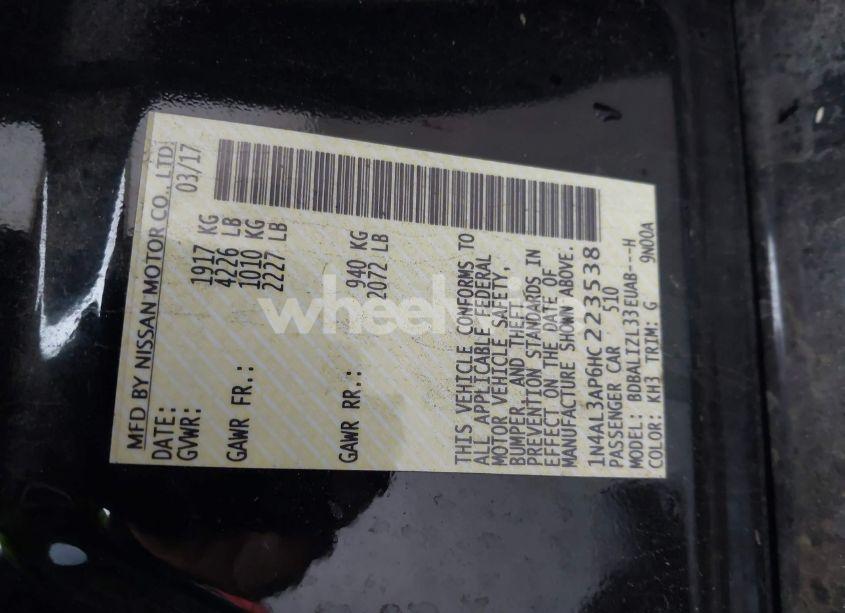 MFD BY NISSAN MOTOR CO., LTD.
DATE: 03/17
GVWR: 1917 KG
4226 LB
GAWR FR.: 1010 KG
2227 LB
GAWR RR.: 940 KG
2072 LB
THIS VEHICLE CONFORMS TO
ALL APPLICABLE FEDERAL
MOTOR VEHICLE SAFETY,
BUMPER, AND THEFT
PREVENTION STANDARDS IN
EFFECT ON THE DATE OF
MANUFACTURE SHOWN ABOVE.
1N4AL3AP6HC223538
PASSENGER CAR 510
MODEL: BDBALIZL33EUAB---H
COLOR: KH3 TRIM: G 9N00A